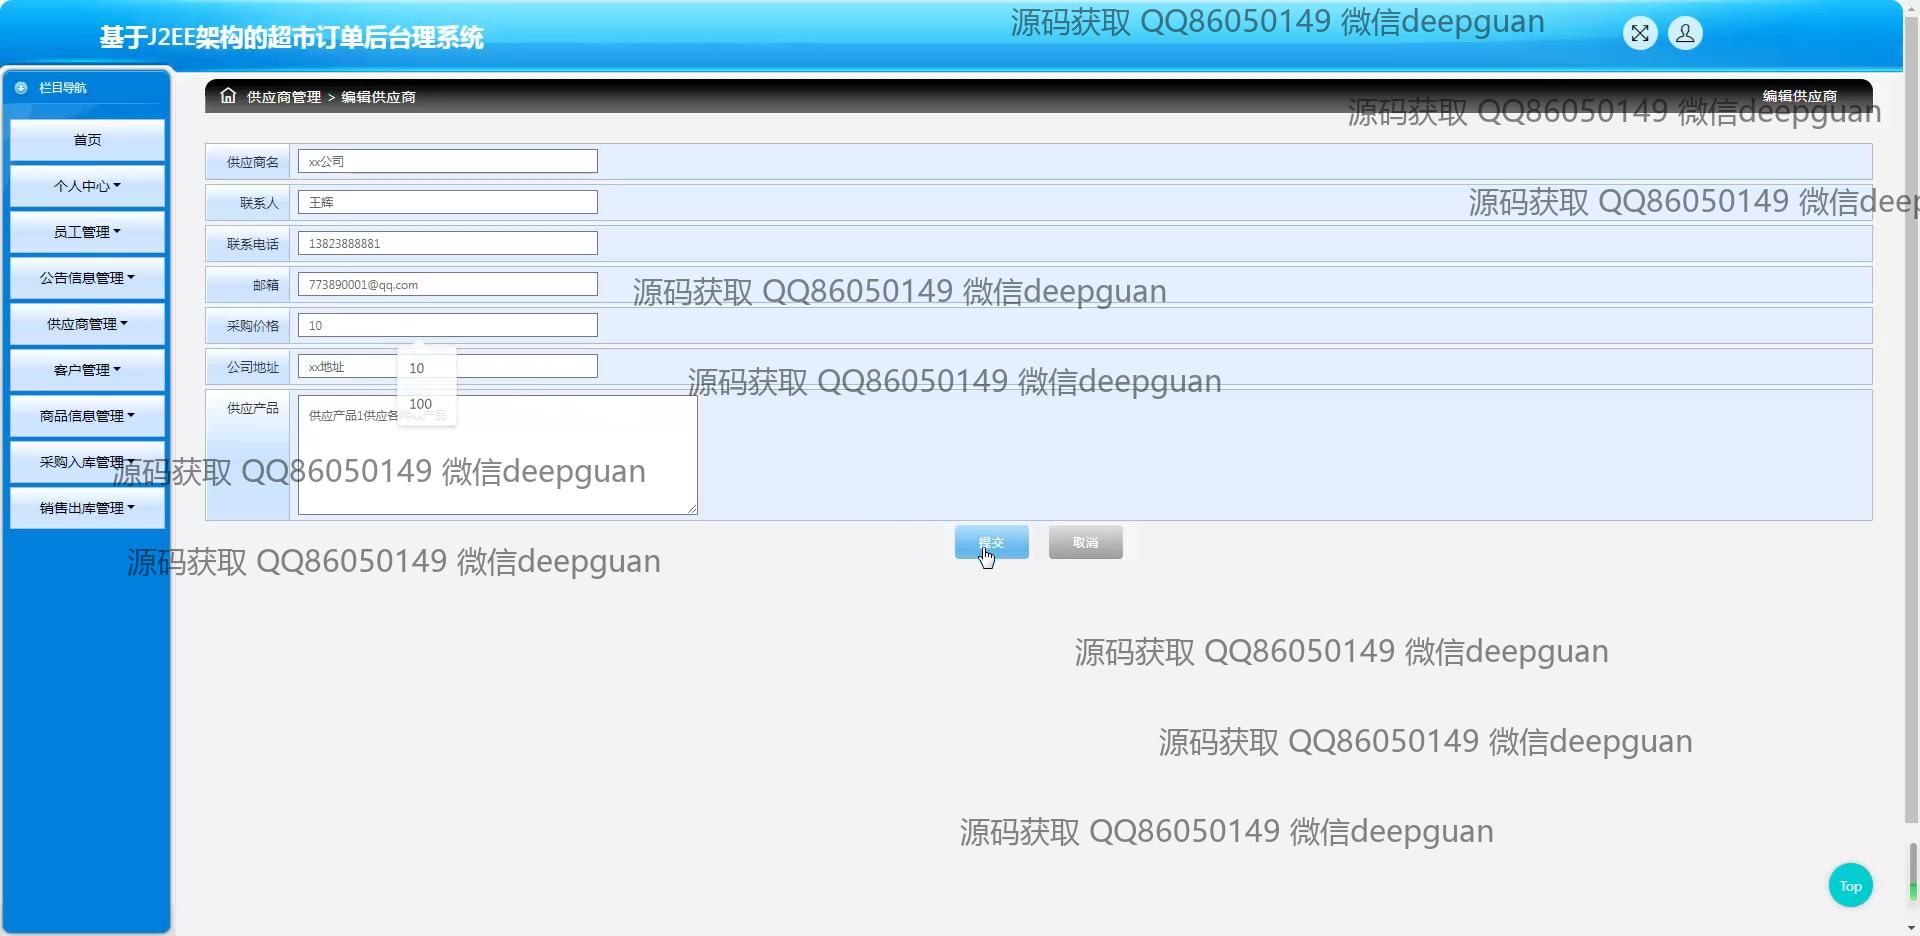 基于J2EE架构的超市订单后台理系统
源码获取 QQ86050149 微信deepguan
栏目导航
供应商管理 > 编辑供应商
编辑供应商
源码获取 QQ86050149 微信deepguan
首页
个人中心
员工管理
公告信息管理
供应商管理
客户管理
商品信息管理
采购入库管理
销售出库管理
供应商名
xx公司
联系人
王辉
源码获取 QQ86050149 微信deep
联系电话
13823888881
邮箱
773890001@qq.com
源码获取 QQ86050149 微信deepguan
采购价格
10
10
100
公司地址
xx地址
源码获取 QQ86050149 微信deepguan
供应产品
供应产品1供应各种xx产品
源码获取 QQ86050149 微信deepguan
提交
取消
源码获取 QQ86050149 微信deepguan
源码获取 QQ86050149 微信deepguan
源码获取 QQ86050149 微信deepguan
源码获取 QQ86050149 微信deepguan
Top